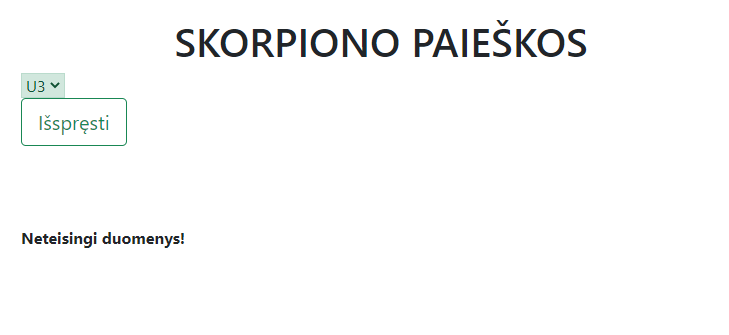 SKORPIONO PAIEŠKOS
U3
Išspręsti
Neteisingi duomenys!